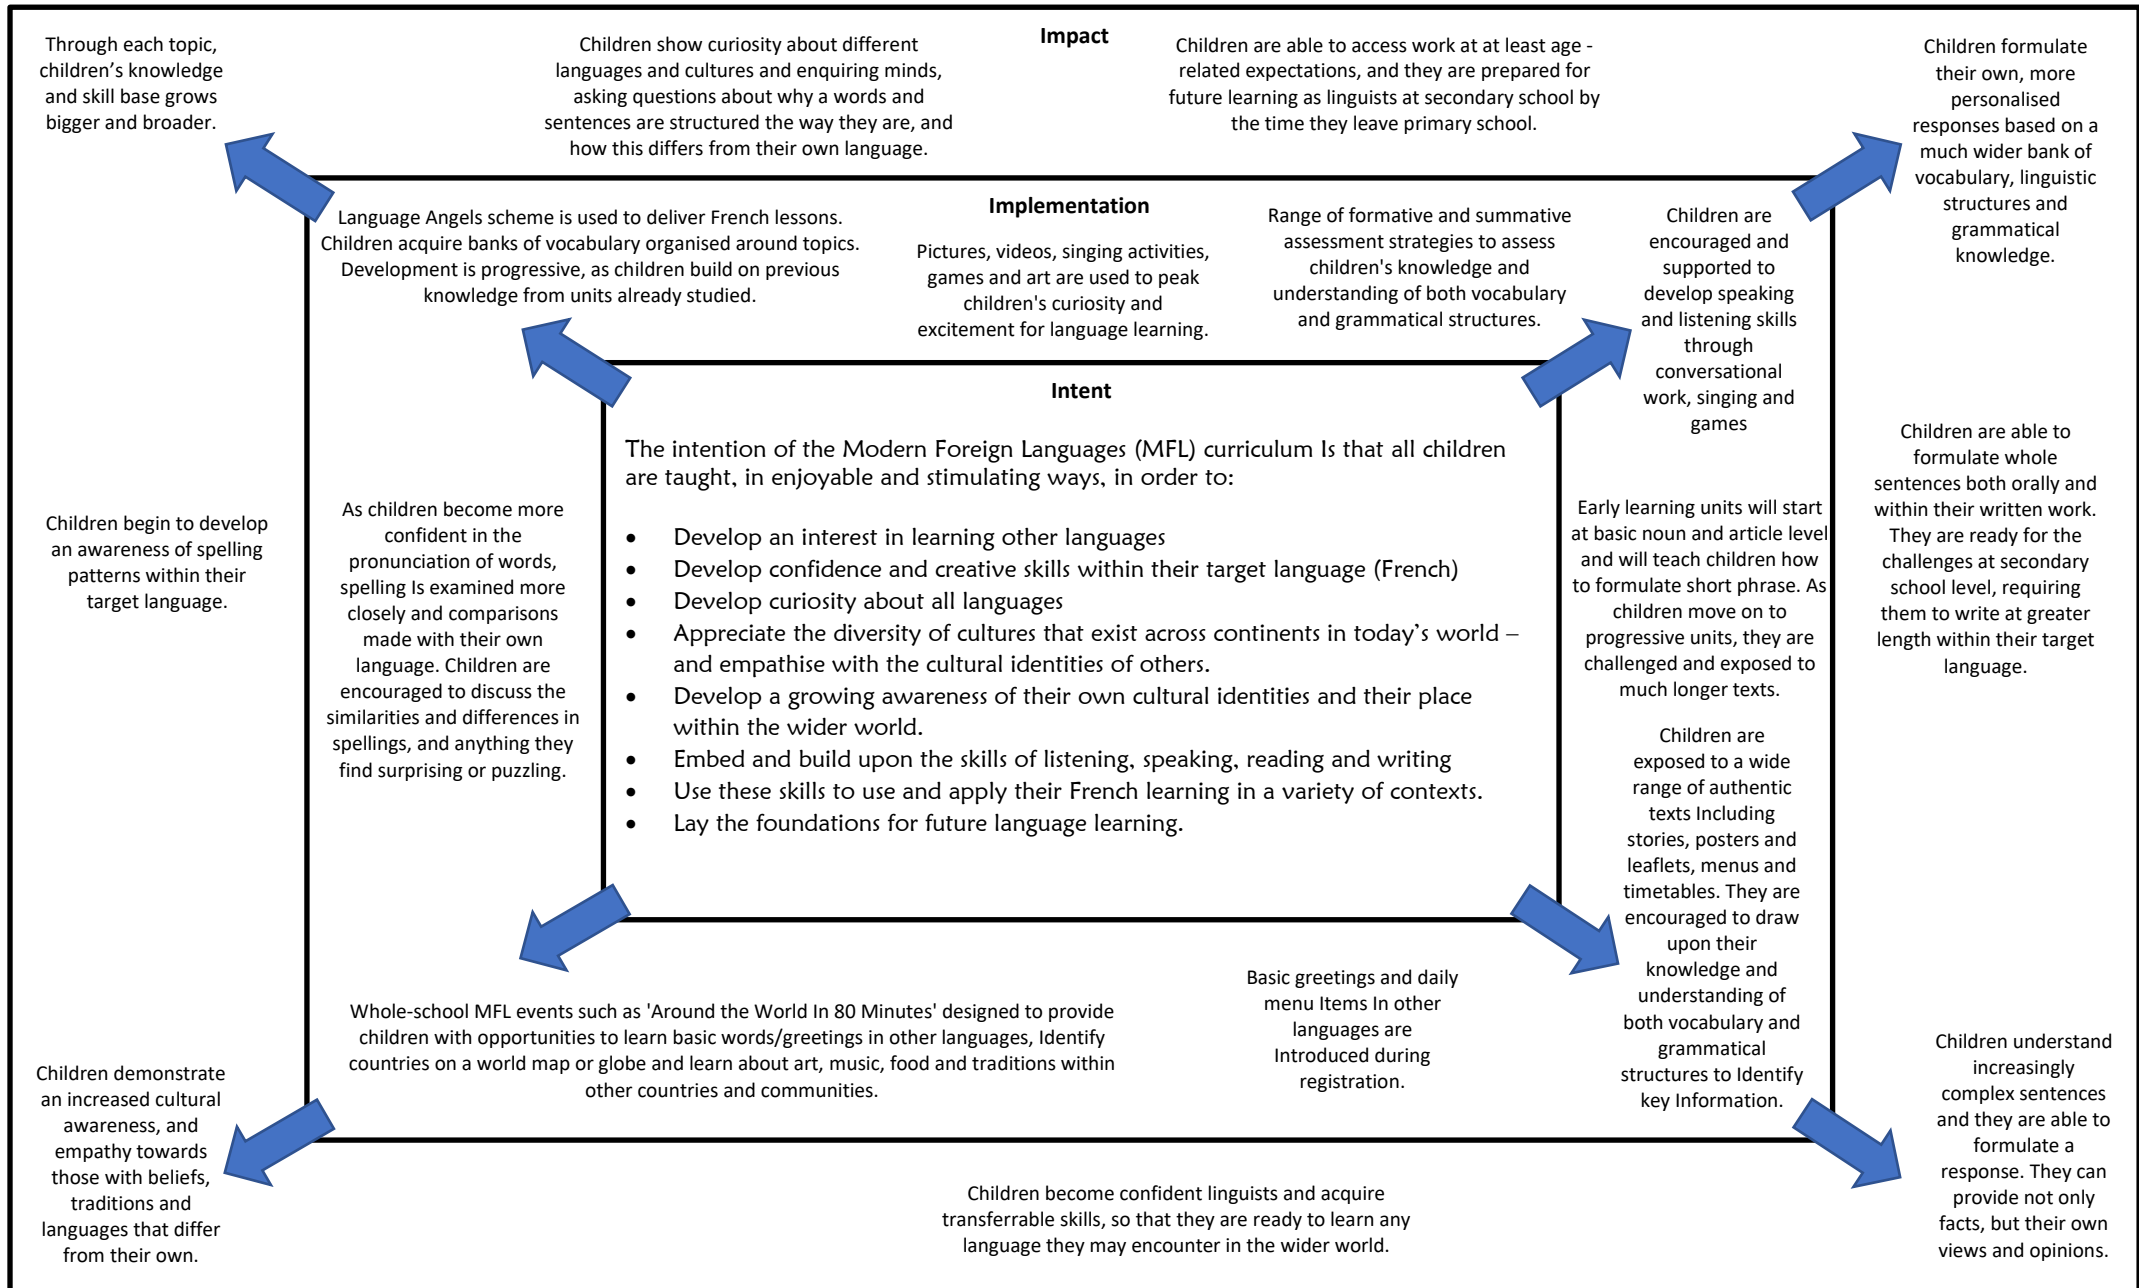 Impact
Through each topic,
children’s knowledge
and skill base grows
bigger and broader.
Children show curiosity about different
languages and cultures and enquiring minds,
asking questions about why a words and
sentences are structured the way they are, and
how this differs from their own language.
Children are able to access work at at least age -
related expectations, and they are prepared for
future learning as linguists at secondary school by
the time they leave primary school.
Children formulate
their own, more
personalised
responses based on a
much wider bank of
vocabulary, linguistic
structures and
grammatical
knowledge.
Implementation
Language Angels scheme is used to deliver French lessons.
Children acquire banks of vocabulary organised around topics.
Development is progressive, as children build on previous
knowledge from units already studied.
Pictures, videos, singing activities,
games and art are used to peak
children's curiosity and
excitement for language learning.
Range of formative and summative
assessment strategies to assess
children's knowledge and
understanding of both vocabulary
and grammatical structures.
Children are
encouraged and
supported to
develop speaking
and listening skills
through
conversational
work, singing and
games
Intent
The intention of the Modern Foreign Languages (MFL) curriculum Is that all children
are taught, in enjoyable and stimulating ways, in order to:
• Develop an interest in learning other languages
• Develop confidence and creative skills within their target language (French)
• Develop curiosity about all languages
• Appreciate the diversity of cultures that exist across continents in today’s world –
and empathise with the cultural identities of others.
• Develop a growing awareness of their own cultural identities and their place
within the wider world.
• Embed and build upon the skills of listening, speaking, reading and writing
• Use these skills to use and apply their French learning in a variety of contexts.
• Lay the foundations for future language learning.
Children begin to develop
an awareness of spelling
patterns within their
target language.
As children become more
confident in the
pronunciation of words,
spelling Is examined more
closely and comparisons
made with their own
language. Children are
encouraged to discuss the
similarities and differences in
spellings, and anything they
find surprising or puzzling.
Early learning units will start
at basic noun and article level
and will teach children how
to formulate short phrase. As
children move on to
progressive units, they are
challenged and exposed to
much longer texts.
Children are able to
formulate whole
sentences both orally and
within their written work.
They are ready for the
challenges at secondary
school level, requiring
them to write at greater
length within their target
language.
Children are
exposed to a wide
range of authentic
texts Including
stories, posters and
leaflets, menus and
timetables. They are
encouraged to draw
upon their
knowledge and
understanding of
both vocabulary and
grammatical
structures to Identify
key Information.
Whole-school MFL events such as 'Around the World In 80 Minutes' designed to provide
children with opportunities to learn basic words/greetings in other languages, Identify
countries on a world map or globe and learn about art, music, food and traditions within
other countries and communities.
Basic greetings and daily
menu Items In other
languages are
Introduced during
registration.
Children demonstrate
an increased cultural
awareness, and
empathy towards
those with beliefs,
traditions and
languages that differ
from their own.
Children become confident linguists and acquire
transferrable skills, so that they are ready to learn any
language they may encounter in the wider world.
Children understand
increasingly
complex sentences
and they are able to
formulate a
response. They can
provide not only
facts, but their own
views and opinions.